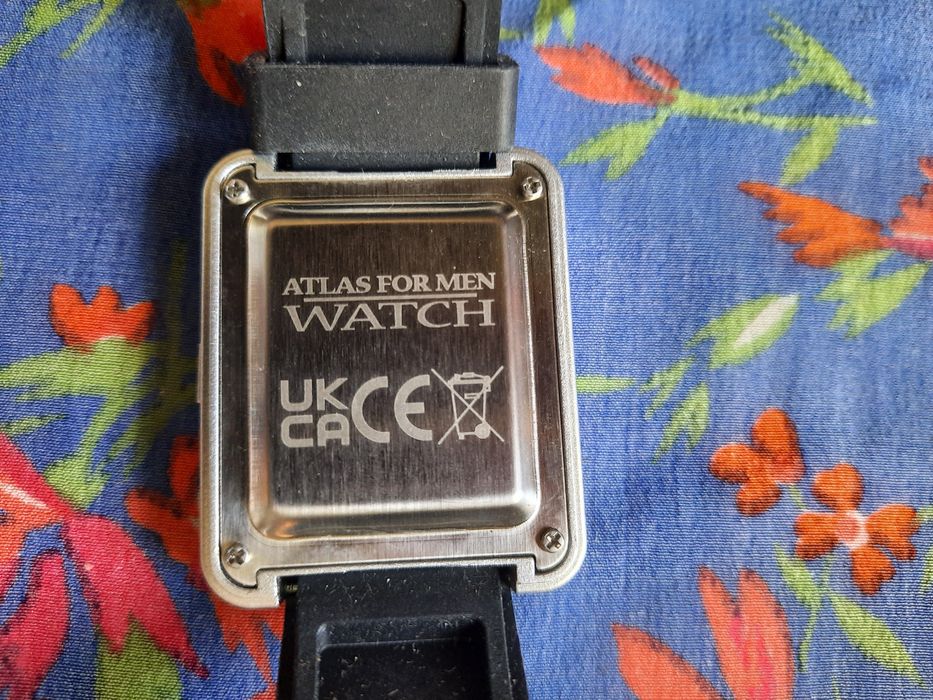 ATLAS FOR MEN
WATCH
UK
CA CE